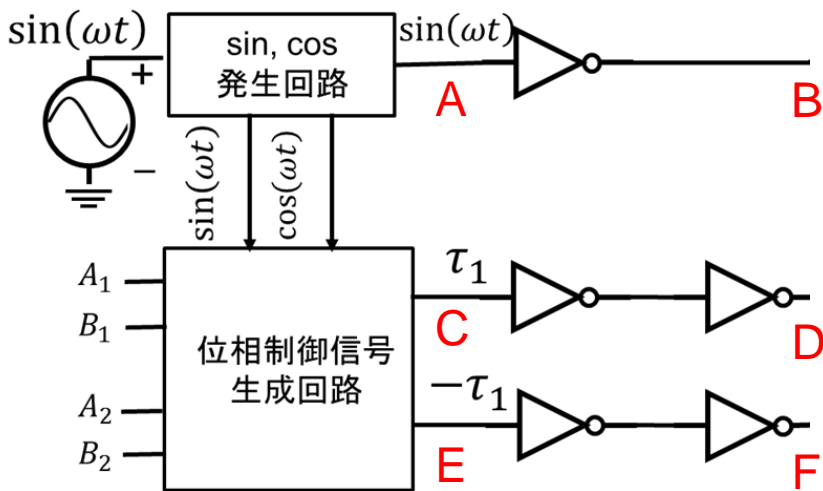 sin(ωt)
+
−
sin, cos
発生回路
sin(ωt)
A
B
sin(ωt)
cos(ωt)
A₁
B₁
A₂
B₂
位相制御信号
生成回路
τ₁
C
D
−τ₁
E
F